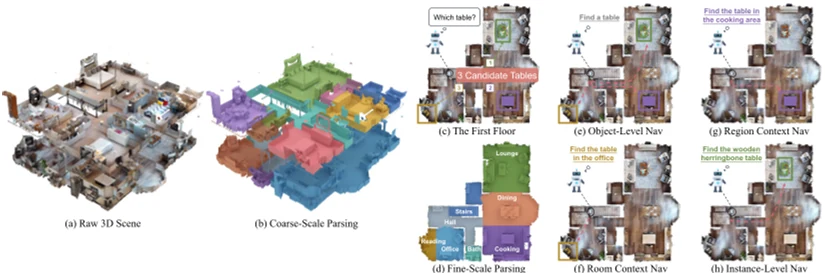 Which table?
3 Candidate Tables
1
3
2
(c) The First Floor
Find a table
(e) Object-Level Nav
Find the table in
the cooking area
(g) Region Context Nav
(a) Raw 3D Scene
(b) Coarse-Scale Parsing
Lounge
Dining
Stairs
Hall
Reading
Office
Bath
Cooking
(d) Fine-Scale Parsing
Find the table
in the office
(f) Room Context Nav
Find the wooden
herringbone table
(h) Instance-Level Nav